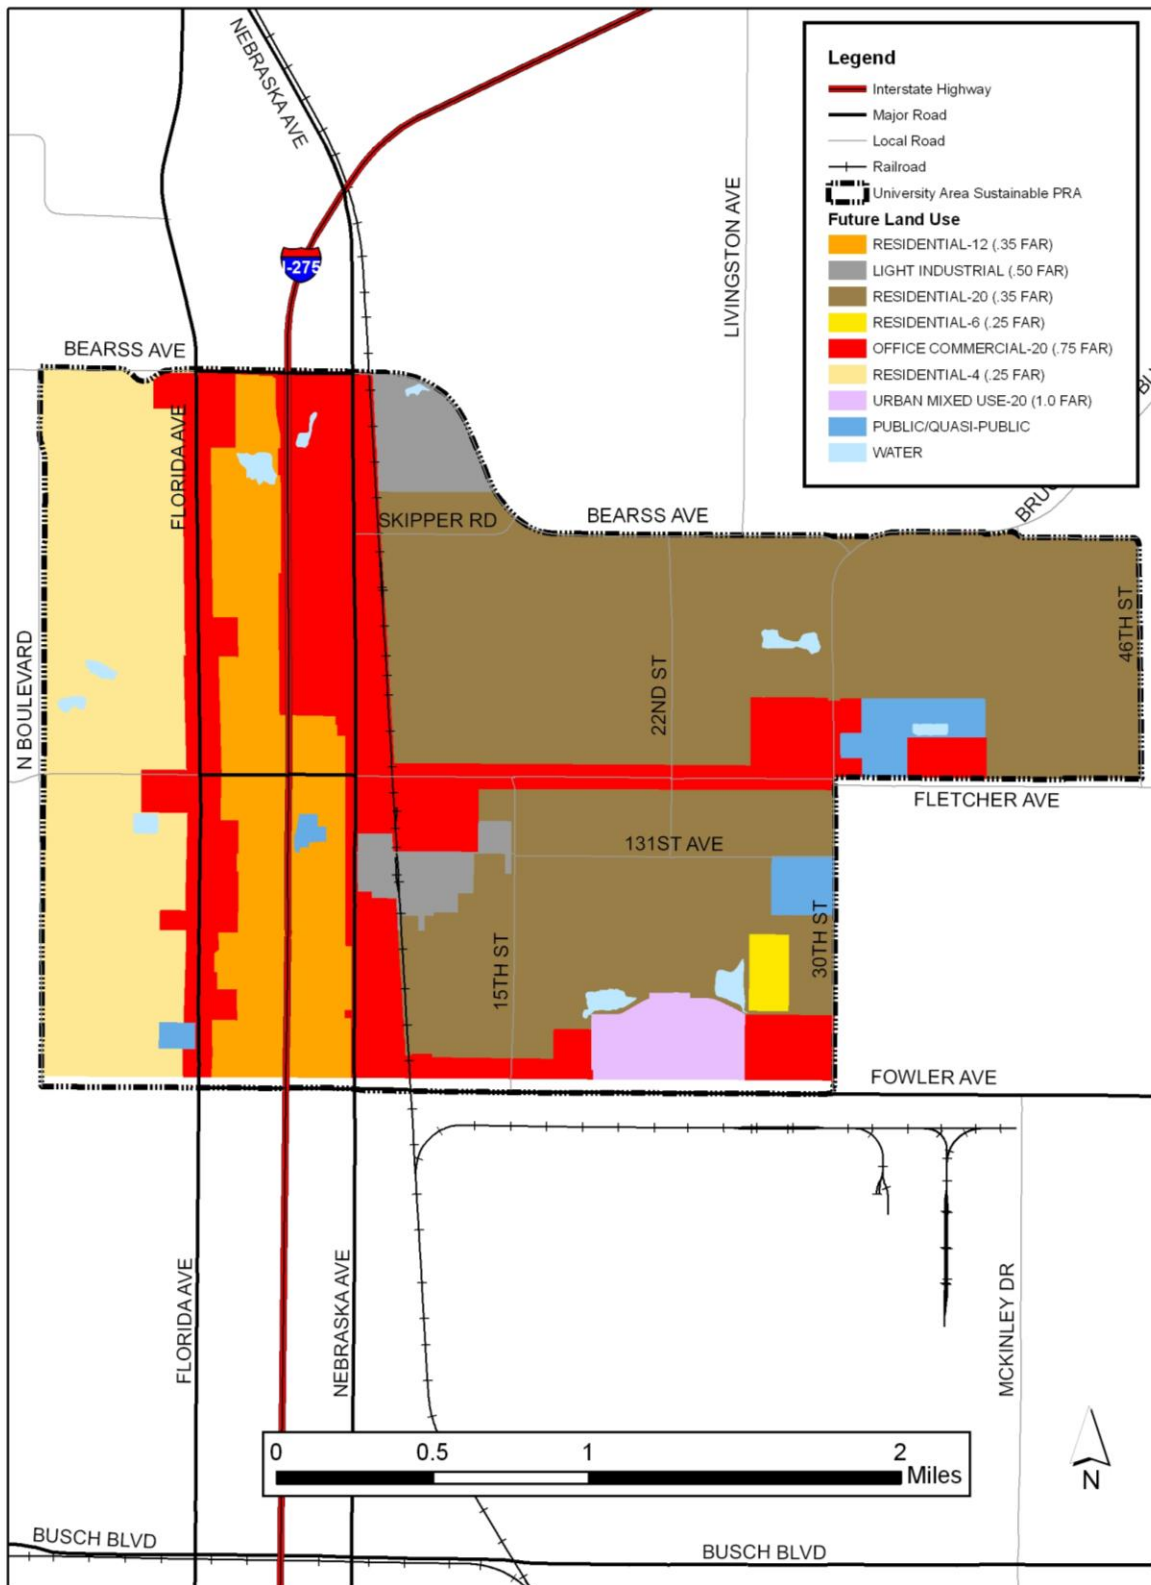 NEBRASKA AVE
Legend
Interstate Highway
Major Road
Local Road
Railroad
University Area Sustainable PRA
Future Land Use
RESIDENTIAL-12 (.35 FAR)
LIGHT INDUSTRIAL (.50 FAR)
RESIDENTIAL-20 (.35 FAR)
RESIDENTIAL-6 (.25 FAR)
OFFICE COMMERCIAL-20 (.75 FAR)
RESIDENTIAL-4 (.25 FAR)
URBAN MIXED USE-20 (1.0 FAR)
PUBLIC/QUASI-PUBLIC
WATER
LIVINGSTON AVE
I-275
BEARSS AVE
FLORIDA AVE
SKIPPER RD
BEARSS AVE
N BOULEVARD
22ND ST
46TH ST
FLETCHER AVE
131ST AVE
15TH ST
30TH ST
FOWLER AVE
FLORIDA AVE
NEBRASKA AVE
MCKINLEY DR
0 0.5 1 2
Miles
N
BUSCH BLVD
BUSCH BLVD